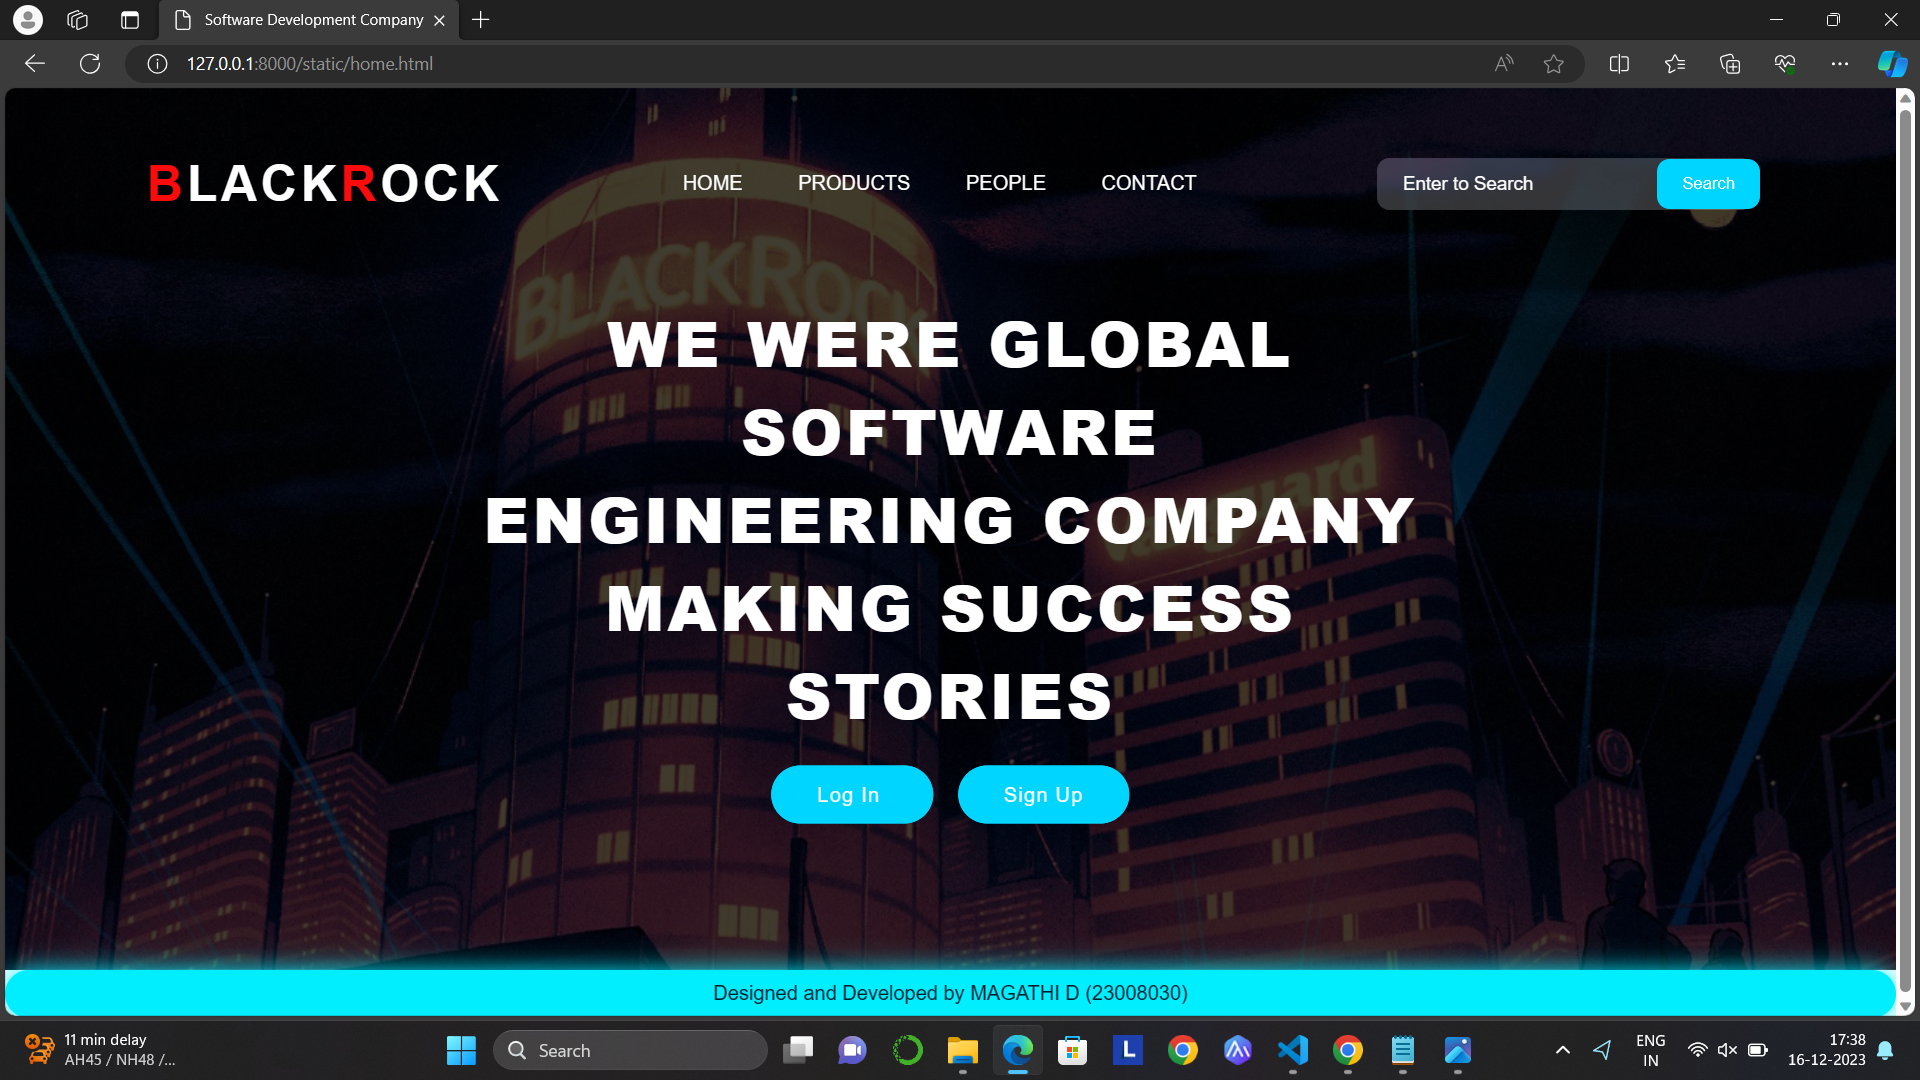 Software Development Company
127.0.0.1:8000/static/home.html
BLACKROCK
HOME PRODUCTS PEOPLE CONTACT
Enter to Search
Search
BLACKROCK
WE WERE GLOBAL
SOFTWARE
ENGINEERING COMPANY
MAKING SUCCESS
STORIES
Vanguard
Log In
Sign Up
Designed and Developed by MAGATHI D (23008030)
11 min delay
AH45 / NH48 /...
Search
L
ENG
IN
17:38
16-12-2023